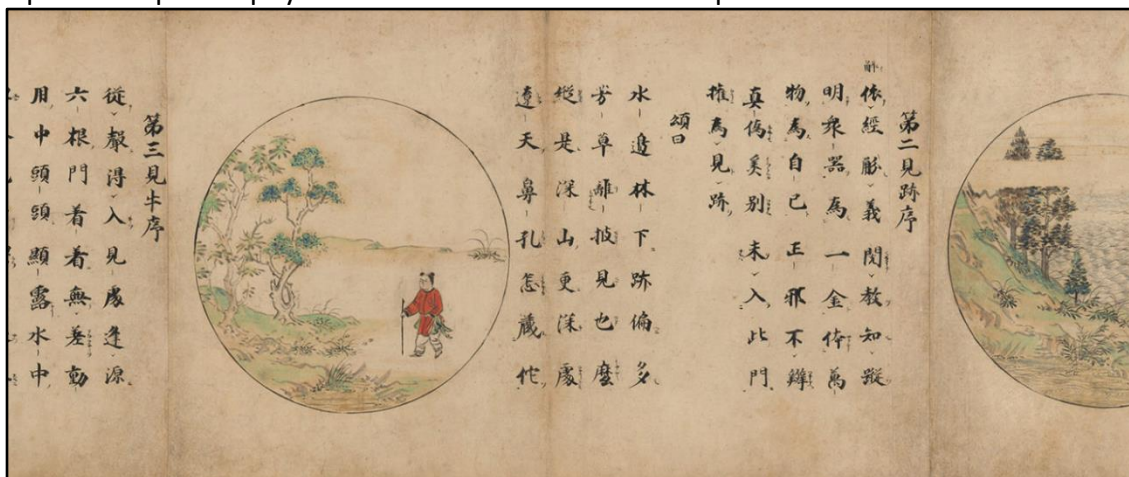 第二見跡序
解
依經義閲教知蹤
明衆器為一金体萬
物為自己正邪不辨
真偽奚別未入此門
権為見跡
頌曰
水邊林下跡偏多
芳草離披見也麼
縱是深山更深處
遼天鼻孔怎藏他
第三見牛序
從聲得入見處逢源
六根門着着無差動
用中頭頭顯露水中